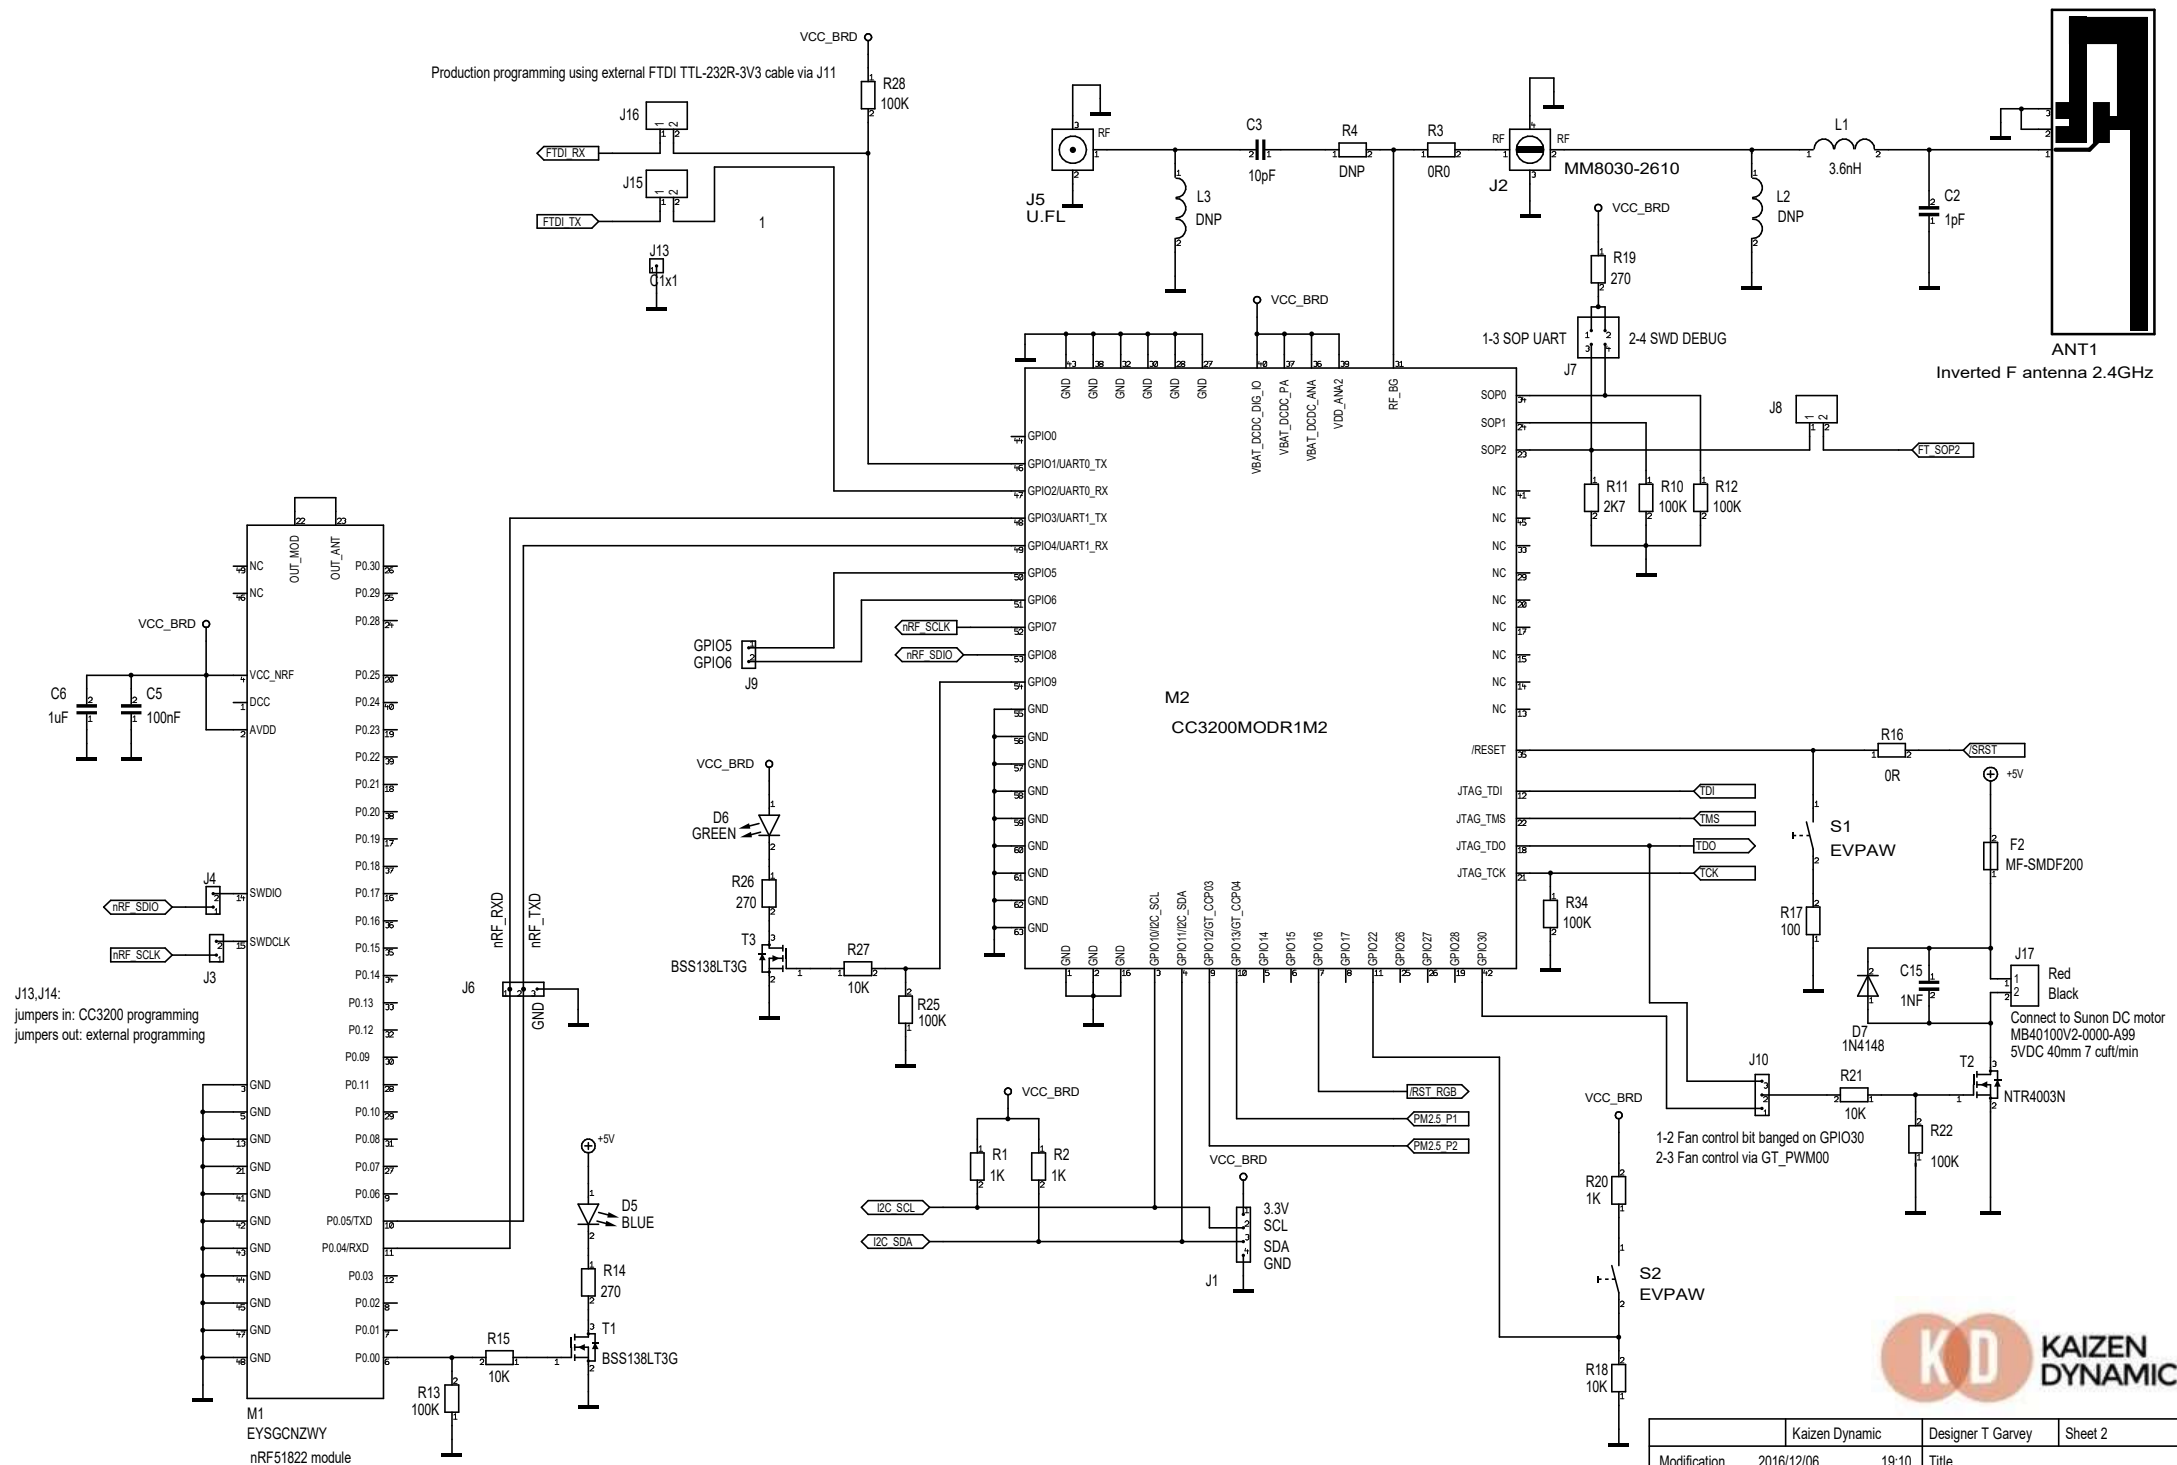 VCC_BRD
Production programming using external FTDI TTL-232R-3V3 cable via J11
R28
100K
J16
FTDI_RX
J15
FTDI_TX
1
J13
C1x1
RF
J5
U.FL
L3
DNP
C3
10pF
R4
DNP
R3
0R0
RF
RF
J2
MM8030-2610
L1
3.6nH
L2
DNP
C2
1pF
ANT1
Inverted F antenna 2.4GHz
VCC_BRD
R19
270
1-3 SOP UART
2-4 SWD DEBUG
J7
VCC_BRD
J8
FT_SOP2
R11
2K7
R10
100K
R12
100K
GND
GND
GND
GND
GND
GND
VBAT_DCDC_DIG_IO
VBAT_DCDC_PA
VBAT_DCDC_ANA
VDD_ANA2
RF_BG
GPIO0
GPIO1/UART0_TX
GPIO2/UART0_RX
GPIO3/UART1_TX
GPIO4/UART1_RX
GPIO5
GPIO6
GPIO7
GPIO8
GPIO9
GND
GND
GND
GND
GND
GND
GND
GND
GND
SOP0
SOP1
SOP2
NC
NC
NC
NC
NC
NC
NC
NC
NC
/RESET
JTAG_TDI
JTAG_TMS
JTAG_TDO
JTAG_TCK
M2
CC3200MODR1M2
GND
GND
GND
GPIO10/I2C_SCL
GPIO11/I2C_SDA
GPIO12/GT_CCP03
GPIO13/GT_CCP04
GPIO14
GPIO15
GPIO16
GPIO17
GPIO22
GPIO26
GPIO27
GPIO28
GPIO30
nRF_SCLK
nRF_SDIO
GPIO5
GPIO6
J9
OUT_MOD
OUT_ANT
NC
NC
VCC_NRF
DCC
AVDD
SWDIO
SWDCLK
GND
GND
GND
GND
GND
GND
GND
GND
GND
GND
GND
P0.30
P0.29
P0.28
P0.25
P0.24
P0.23
P0.22
P0.21
P0.20
P0.19
P0.18
P0.17
P0.16
P0.15
P0.14
P0.13
P0.12
P0.09
P0.11
P0.10
P0.08
P0.07
P0.06
P0.05/TXD
P0.04/RXD
P0.03
P0.02
P0.01
P0.00
VCC_BRD
C6
1uF
C5
100nF
J4
nRF_SDIO
nRF_SCLK
J3
J13,J14:
jumpers in: CC3200 programming
jumpers out: external programming
M1
EYSGCNZWY
nRF51822 module
nRF_RXD
nRF_TXD
J6
GND
VCC_BRD
D6
GREEN
R26
270
T3
BSS138LT3G
R27
10K
R25
100K
+5V
D5
BLUE
R14
270
T1
BSS138LT3G
R15
10K
R13
100K
VCC_BRD
R1
1K
R2
1K
I2C_SCL
I2C_SDA
VCC_BRD
3.3V
SCL
SDA
GND
J1
/RST_RGB
PM2.5_P1
PM2.5_P2
R16
0R
/SRST
TDI
TMS
TDO
TCK
R34
100K
S1
EVPAW
R17
100
+5V
F2
MF-SMDF200
C15
1NF
D7
1N4148
J17
Red
Black
Connect to Sunon DC motor
MB40100V2-0000-A99
5VDC 40mm 7 cuft/min
T2
NTR4003N
J10
R21
10K
R22
100K
1-2 Fan control bit banged on GPIO30
2-3 Fan control via GT_PWM00
VCC_BRD
R20
1K
S2
EVPAW
R18
10K
KD
KAIZEN
DYNAMIC
Kaizen Dynamic
Designer T Garvey
Sheet 2
Modification 2016/12/06 19:10
Title